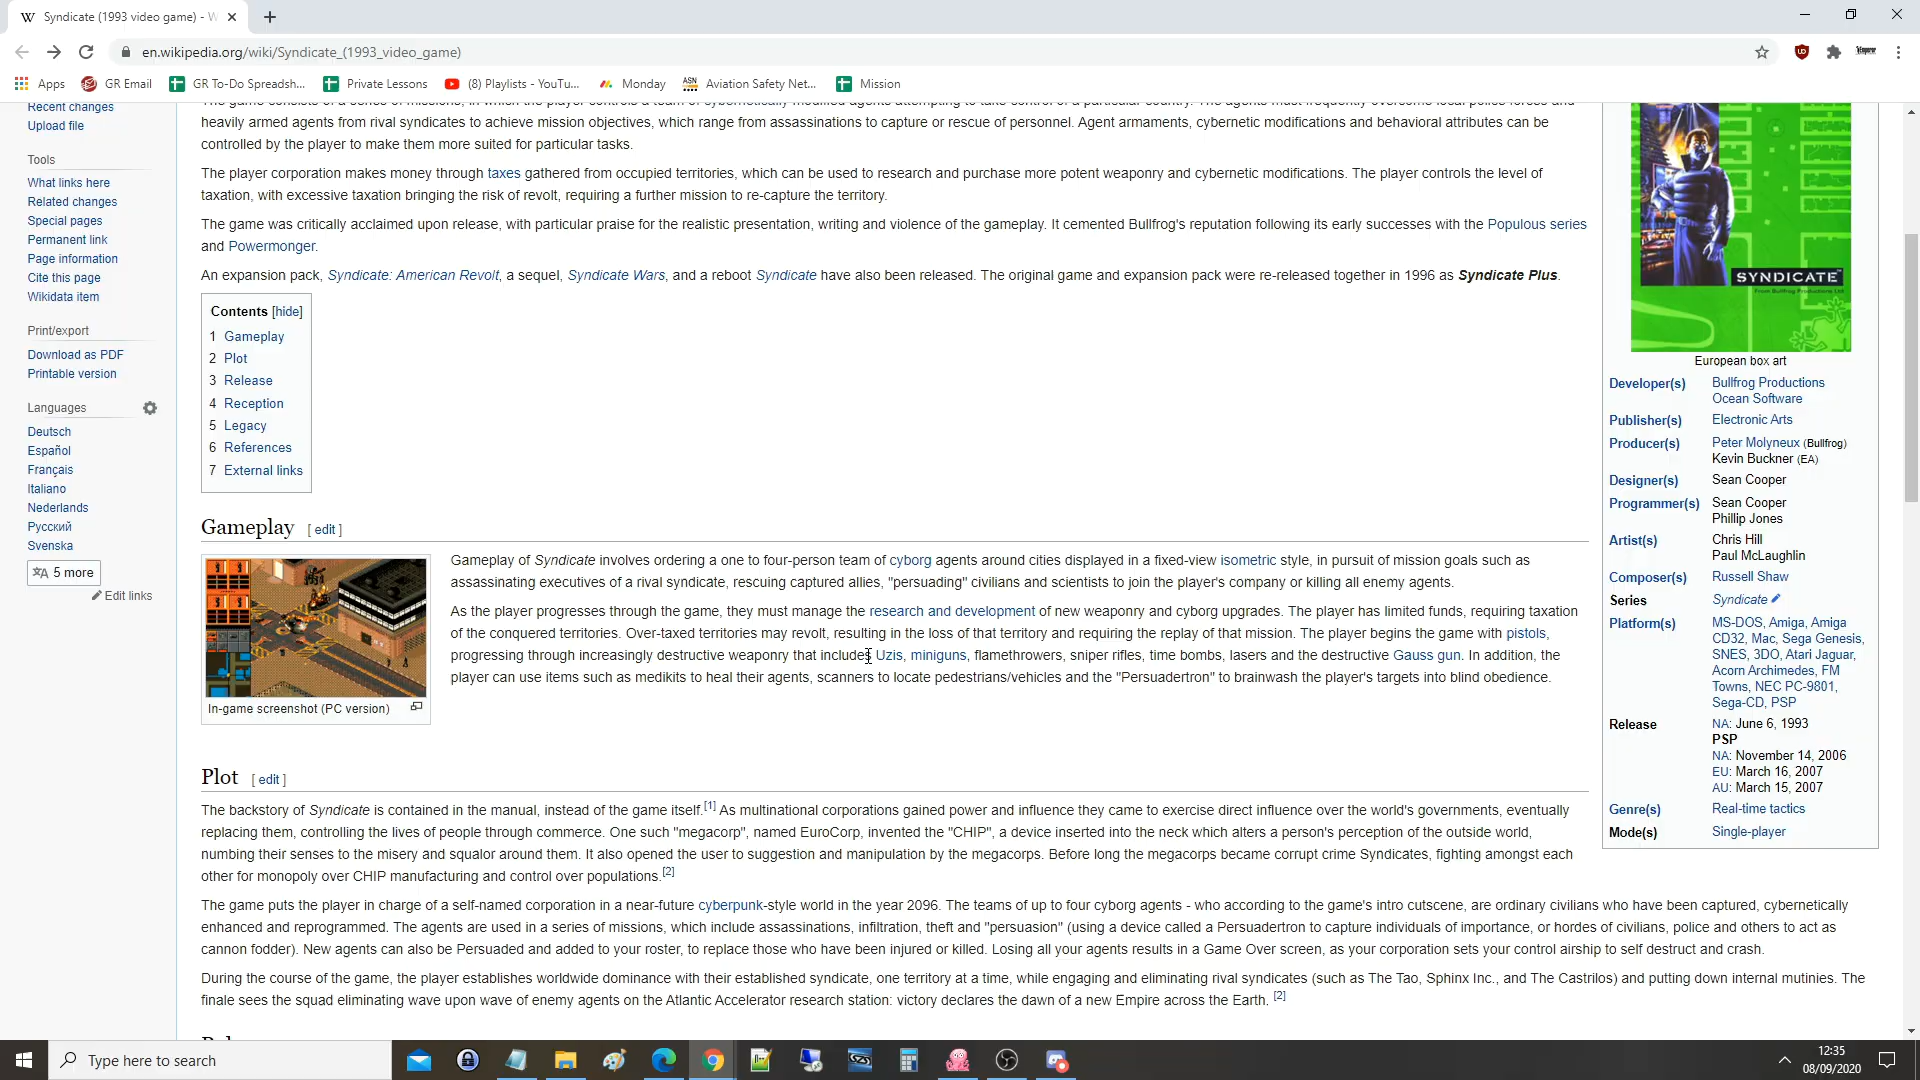 Syndicate (1993 video game) - W
en.wikipedia.org/wiki/Syndicate_(1993_video_game)
Apps
GR Email
GR To-Do Spreadsh...
Private Lessons
(8) Playlists - YouTu...
Monday
ASN
Aviation Safety Net...
Mission
Recent changes
Upload file
Tools
What links here
Related changes
Special pages
Permanent link
Page information
Cite this page
Wikidata item
Print/export
Download as PDF
Printable version
Languages
Deutsch
Español
Français
Italiano
Nederlands
Русский
Svenska
5 more
Edit links
The game consists of a series of missions, in which the player controls a team of cybernetically-modified agents attempting to take control of a particular country. The agents must frequently overcome local police forces and
heavily armed agents from rival syndicates to achieve mission objectives, which range from assassinations to capture or rescue of personnel. Agent armaments, cybernetic modifications and behavioral attributes can be
controlled by the player to make them more suited for particular tasks.
The player corporation makes money through taxes gathered from occupied territories, which can be used to research and purchase more potent weaponry and cybernetic modifications. The player controls the level of
taxation, with excessive taxation bringing the risk of revolt, requiring a further mission to re-capture the territory.
The game was critically acclaimed upon release, with particular praise for the realistic presentation, writing and violence of the gameplay. It cemented Bullfrog's reputation following its early successes with the Populous series
and Powermonger.
An expansion pack, Syndicate: American Revolt, a sequel, Syndicate Wars, and a reboot Syndicate have also been released. The original game and expansion pack were re-released together in 1996 as Syndicate Plus.
Contents [hide]
1 Gameplay
2 Plot
3 Release
4 Reception
5 Legacy
6 References
7 External links
Gameplay [ edit ]
In-game screenshot (PC version)
Gameplay of Syndicate involves ordering a one to four-person team of cyborg agents around cities displayed in a fixed-view isometric style, in pursuit of mission goals such as
assassinating executives of a rival syndicate, rescuing captured allies, "persuading" civilians and scientists to join the player's company or killing all enemy agents.
As the player progresses through the game, they must manage the research and development of new weaponry and cyborg upgrades. The player has limited funds, requiring taxation
of the conquered territories. Over-taxed territories may revolt, resulting in the loss of that territory and requiring the replay of that mission. The player begins the game with pistols,
progressing through increasingly destructive weaponry that includes Uzis, miniguns, flamethrowers, sniper rifles, time bombs, lasers and the destructive Gauss gun. In addition, the
player can use items such as medikits to heal their agents, scanners to locate pedestrians/vehicles and the "Persuadertron" to brainwash the player's targets into blind obedience.
Plot [ edit ]
The backstory of Syndicate is contained in the manual, instead of the game itself.[1] As multinational corporations gained power and influence they came to exercise direct influence over the world's governments, eventually
replacing them, controlling the lives of people through commerce. One such "megacorp", named EuroCorp, invented the "CHIP", a device inserted into the neck which alters a person's perception of the outside world,
numbing their senses to the misery and squalor around them. It also opened the user to suggestion and manipulation by the megacorps. Before long the megacorps became corrupt crime Syndicates, fighting amongst each
other for monopoly over CHIP manufacturing and control over populations.[2]
The game puts the player in charge of a self-named corporation in a near-future cyberpunk-style world in the year 2096. The teams of up to four cyborg agents - who according to the game's intro cutscene, are ordinary civilians who have been captured, cybernetically
enhanced and reprogrammed. The agents are used in a series of missions, which include assassinations, infiltration, theft and "persuasion" (using a device called a Persuadertron to capture individuals of importance, or hordes of civilians, police and others to act as
cannon fodder). New agents can also be Persuaded and added to your roster, to replace those who have been injured or killed. Losing all your agents results in a Game Over screen, as your corporation sets your control airship to self destruct and crash.
During the course of the game, the player establishes worldwide dominance with their established syndicate, one territory at a time, while engaging and eliminating rival syndicates (such as The Tao, Sphinx Inc., and The Castrilos) and putting down internal mutinies. The
finale sees the squad eliminating wave upon wave of enemy agents on the Atlantic Accelerator research station: victory declares the dawn of a new Empire across the Earth. [2]
SYNDICATE
From Bullfrog Productions Ltd
European box art
Developer(s) Bullfrog Productions
Ocean Software
Publisher(s) Electronic Arts
Producer(s) Peter Molyneux (Bullfrog)
Kevin Buckner (EA)
Designer(s) Sean Cooper
Programmer(s) Sean Cooper
Phillip Jones
Artist(s) Chris Hill
Paul McLaughlin
Composer(s) Russell Shaw
Series Syndicate
Platform(s) MS-DOS, Amiga, Amiga
CD32, Mac, Sega Genesis,
SNES, 3DO, Atari Jaguar,
Acorn Archimedes, FM
Towns, NEC PC-9801,
Sega-CD, PSP
Release NA: June 6, 1993
PSP
NA: November 14, 2006
EU: March 16, 2007
AU: March 15, 2007
Genre(s) Real-time tactics
Mode(s) Single-player
Type here to search
12:35
08/09/2020